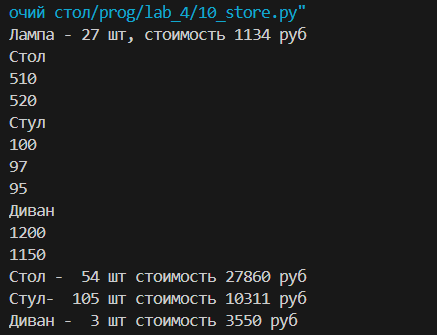 очий стол/prog/lab_4/10_store.py"
Лампа - 27 шт, стоимость 1134 руб
Стол
510
520
Стул
100
97
95
Диван
1200
1150
Стол -  54 шт стоимость 27860 руб
Стул-  105 шт стоимость 10311 руб
Диван -  3 шт стоимость 3550 руб